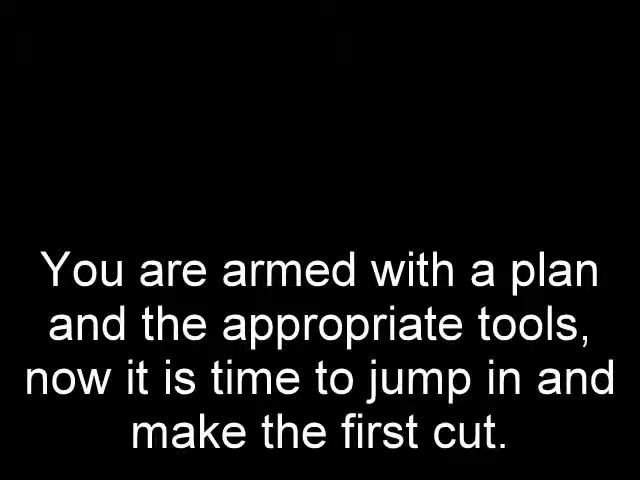 You are armed with a plan
and the appropriate tools,
now it is time to jump in and
make the first cut.